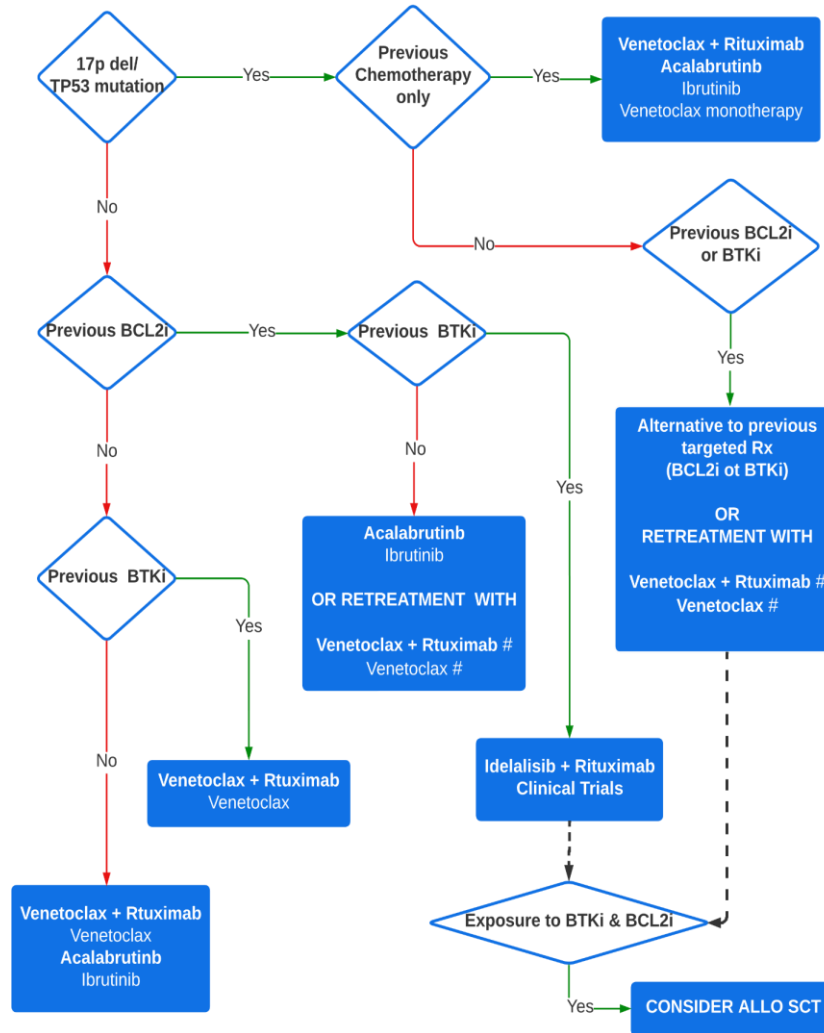 17p del/
TP53 mutation
Yes
Previous
Chemotherapy
only
Yes
Venetoclax + Rituximab
Acalabrutinb
Ibrutinib
Venetoclax monotherapy
No
No
Previous BCL2i
or BTKi
Previous BCL2i
Yes
Previous BTKi
Yes
No
No
Yes
Alternative to previous
targeted Rx
(BCL2i ot BTKi)
OR
RETREATMENT WITH
Venetoclax + Rtuximab #
Venetoclax #
Acalabrutinb
Ibrutinib
OR RETREATMENT WITH
Venetoclax + Rtuximab #
Venetoclax #
Previous BTKi
Yes
No
Venetoclax + Rtuximab
Venetoclax
Idelalisib + Rituximab
Clinical Trials
Venetoclax + Rtuximab
Venetoclax
Acalabrutinb
Ibrutinib
Exposure to BTKi & BCL2i
Yes
CONSIDER ALLO SCT